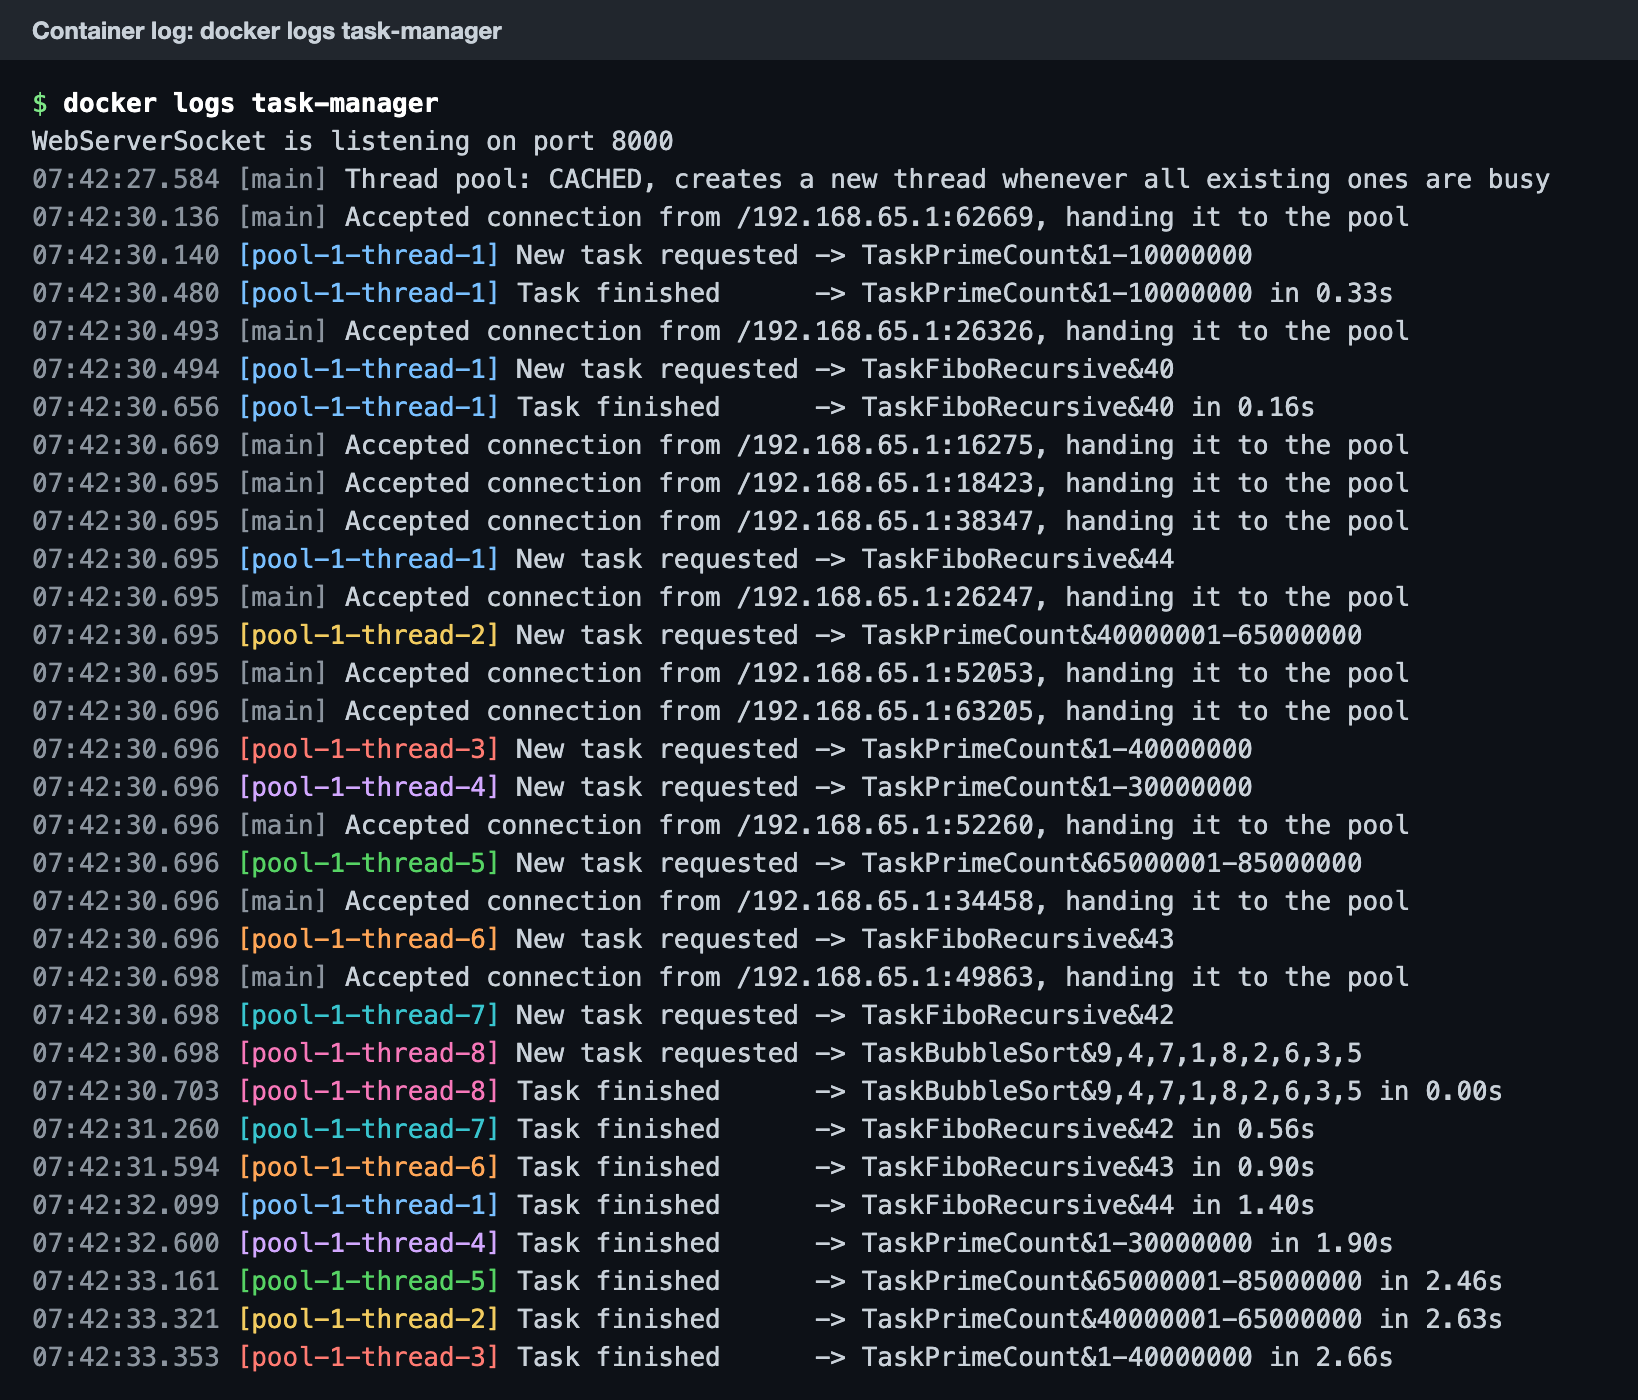 Container log: docker logs task-manager
$ docker logs task-manager
WebServerSocket is listening on port 8000
07:42:27.584 [main] Thread pool: CACHED, creates a new thread whenever all existing ones are busy
07:42:30.136 [main] Accepted connection from /192.168.65.1:62669, handing it to the pool
07:42:30.140 [pool-1-thread-1] New task requested -> TaskPrimeCount&1-10000000
07:42:30.480 [pool-1-thread-1] Task finished      -> TaskPrimeCount&1-10000000 in 0.33s
07:42:30.493 [main] Accepted connection from /192.168.65.1:26326, handing it to the pool
07:42:30.494 [pool-1-thread-1] New task requested -> TaskFiboRecursive&40
07:42:30.656 [pool-1-thread-1] Task finished      -> TaskFiboRecursive&40 in 0.16s
07:42:30.669 [main] Accepted connection from /192.168.65.1:16275, handing it to the pool
07:42:30.695 [main] Accepted connection from /192.168.65.1:18423, handing it to the pool
07:42:30.695 [main] Accepted connection from /192.168.65.1:38347, handing it to the pool
07:42:30.695 [pool-1-thread-1] New task requested -> TaskFiboRecursive&44
07:42:30.695 [main] Accepted connection from /192.168.65.1:26247, handing it to the pool
07:42:30.695 [pool-1-thread-2] New task requested -> TaskPrimeCount&40000001-65000000
07:42:30.695 [main] Accepted connection from /192.168.65.1:52053, handing it to the pool
07:42:30.696 [main] Accepted connection from /192.168.65.1:63205, handing it to the pool
07:42:30.696 [pool-1-thread-3] New task requested -> TaskPrimeCount&1-40000000
07:42:30.696 [pool-1-thread-4] New task requested -> TaskPrimeCount&1-30000000
07:42:30.696 [main] Accepted connection from /192.168.65.1:52260, handing it to the pool
07:42:30.696 [pool-1-thread-5] New task requested -> TaskPrimeCount&65000001-85000000
07:42:30.696 [main] Accepted connection from /192.168.65.1:34458, handing it to the pool
07:42:30.696 [pool-1-thread-6] New task requested -> TaskFiboRecursive&43
07:42:30.698 [main] Accepted connection from /192.168.65.1:49863, handing it to the pool
07:42:30.698 [pool-1-thread-7] New task requested -> TaskFiboRecursive&42
07:42:30.698 [pool-1-thread-8] New task requested -> TaskBubbleSort&9,4,7,1,8,2,6,3,5
07:42:30.703 [pool-1-thread-8] Task finished      -> TaskBubbleSort&9,4,7,1,8,2,6,3,5 in 0.00s
07:42:31.260 [pool-1-thread-7] Task finished      -> TaskFiboRecursive&42 in 0.56s
07:42:31.594 [pool-1-thread-6] Task finished      -> TaskFiboRecursive&43 in 0.90s
07:42:32.099 [pool-1-thread-1] Task finished      -> TaskFiboRecursive&44 in 1.40s
07:42:32.600 [pool-1-thread-4] Task finished      -> TaskPrimeCount&1-30000000 in 1.90s
07:42:33.161 [pool-1-thread-5] Task finished      -> TaskPrimeCount&65000001-85000000 in 2.46s
07:42:33.321 [pool-1-thread-2] Task finished      -> TaskPrimeCount&40000001-65000000 in 2.63s
07:42:33.353 [pool-1-thread-3] Task finished      -> TaskPrimeCount&1-40000000 in 2.66s